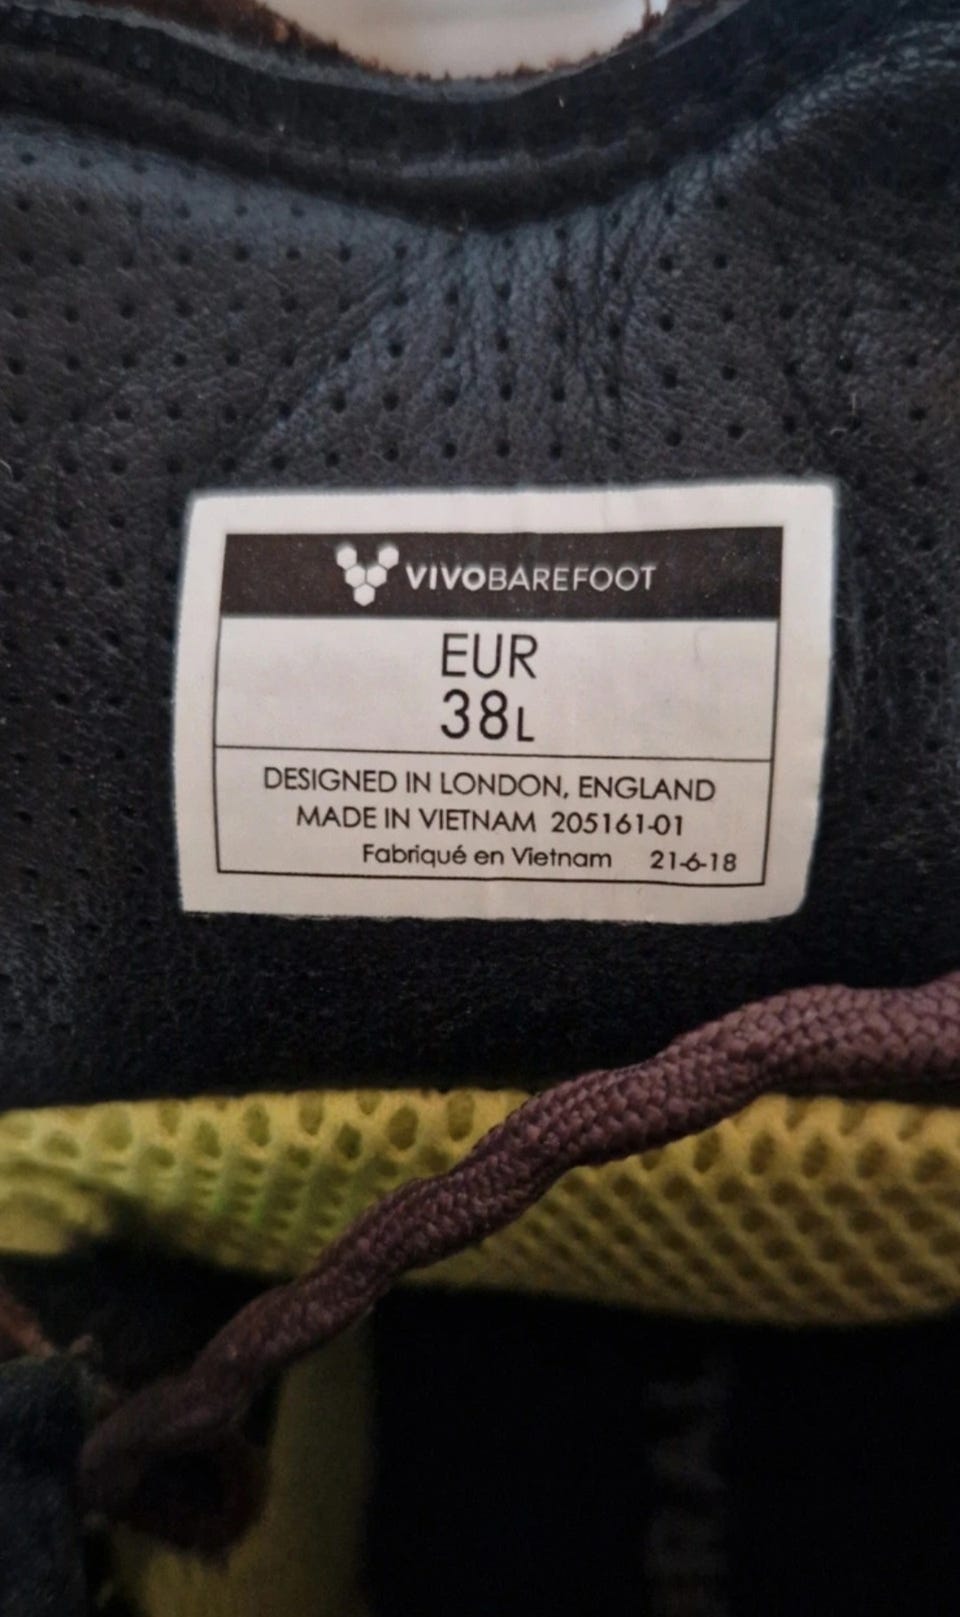 VIVOBAREFOOT
EUR
38L
DESIGNED IN LONDON, ENGLAND
MADE IN VIETNAM 205161-01
Fabriqué en Vietnam 21-6-18